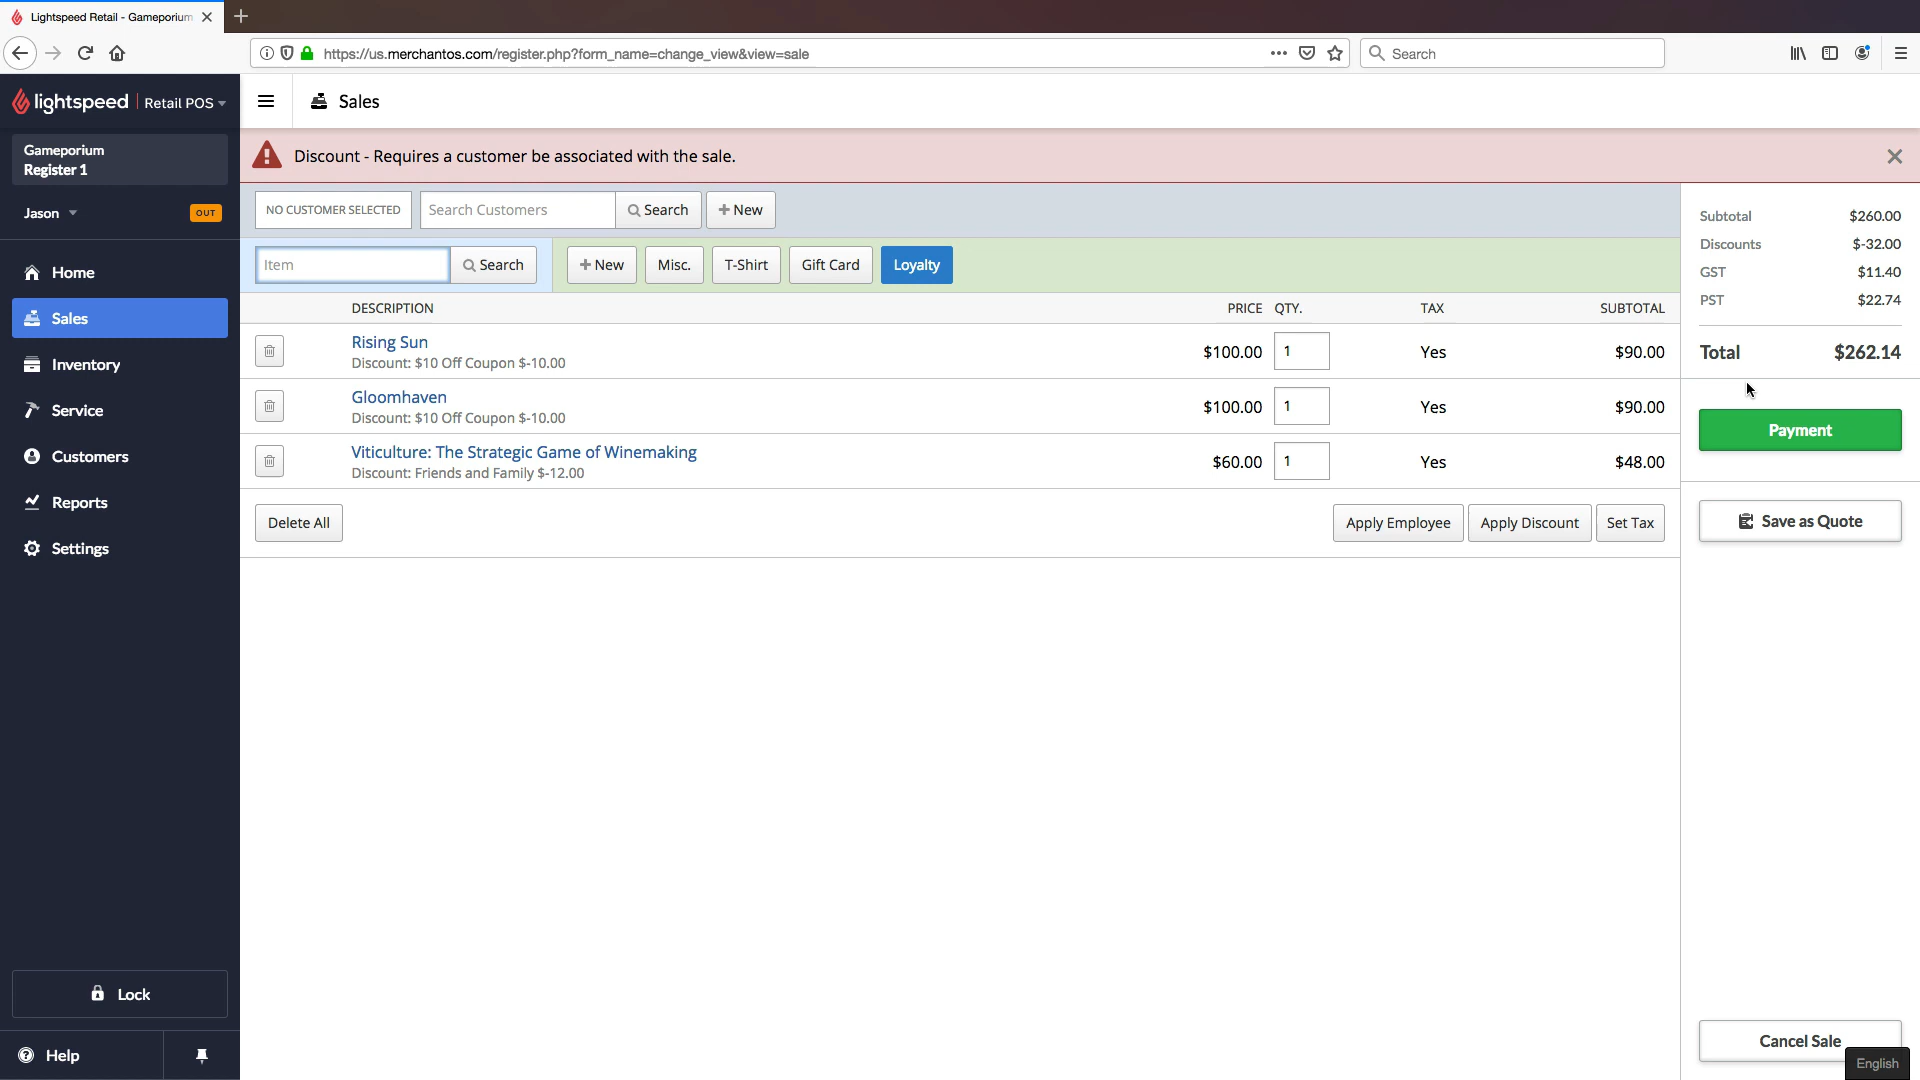 Lightspeed Retail - Gameporium
https://us.merchantos.com/register.php?form_name=change_view&view=sale
Search
lightspeed | Retail POS
Sales
Gameporium
Register 1
Discount - Requires a customer be associated with the sale.
Jason
OUT
NO CUSTOMER SELECTED
Search Customers
Search
+ New
Item
Search
+ New
Misc.
T-Shirt
Gift Card
Loyalty
Home
Sales
Inventory
Service
Customers
Reports
Settings
Lock
Help
DESCRIPTION PRICE QTY. TAX SUBTOTAL
Rising Sun $100.00 1 Yes $90.00
Discount: $10 Off Coupon $-10.00
Gloomhaven $100.00 1 Yes $90.00
Discount: $10 Off Coupon $-10.00
Viticulture: The Strategic Game of Winemaking $60.00 1 Yes $48.00
Discount: Friends and Family $-12.00
Delete All
Apply Employee
Apply Discount
Set Tax
Subtotal $260.00
Discounts $-32.00
GST $11.40
PST $22.74
Total $262.14
Payment
Save as Quote
Cancel Sale
English